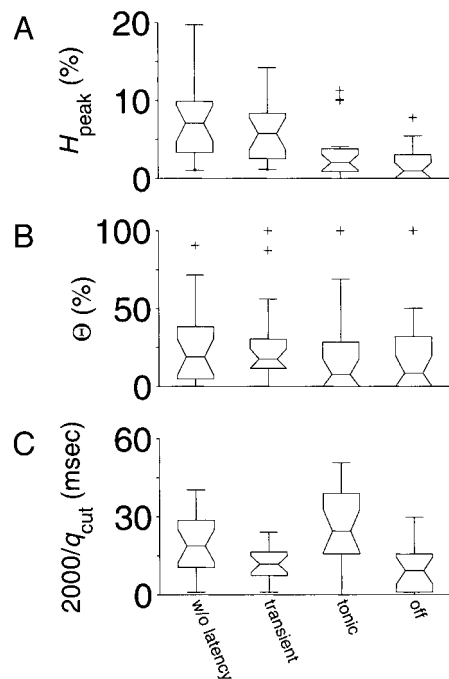 A
H peak (%)
20
10
0
B
Θ (%)
100
50
0
C
2000/q cut (msec)
60
30
0
w/o latency
transient
tonic
off